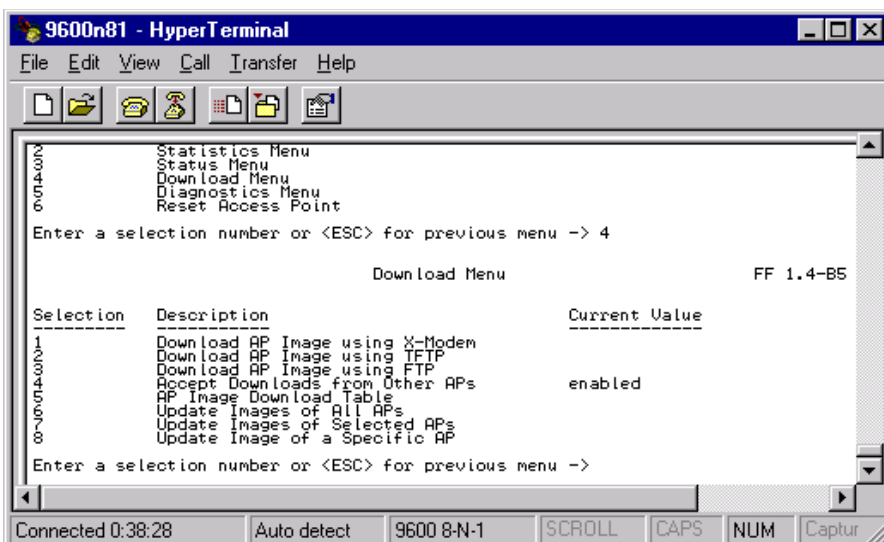 9600n81 - HyperTerminal
File Edit View Call Transfer Help
2 Statistics Menu
3 Status Menu
4 Download Menu
5 Diagnostics Menu
6 Reset Access Point
Enter a selection number or <ESC> for previous menu -> 4
Download Menu FF 1.4-B5
Selection Description Current Value
--------- ----------- -------------
1 Download AP Image using X-Modem
2 Download AP Image using TFTP
3 Download AP Image using FTP
4 Accept Downloads from Other APs enabled
5 AP Image Download Table
6 Update Images of All APs
7 Update Images of Selected APs
8 Update Image of a Specific AP
Enter a selection number or <ESC> for previous menu ->
Connected 0:38:28 Auto detect 9600 8-N-1 SCROLL CAPS NUM Captur